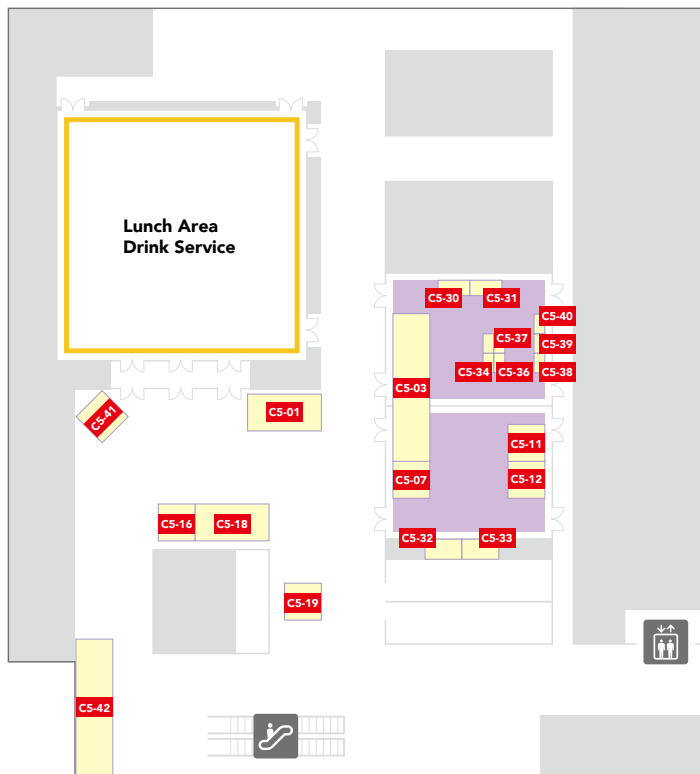 Lunch Area
Drink Service
C5-30
C5-31
C5-40
C5-37
C5-39
C5-34
C5-36
C5-38
C5-03
C5-41
C5-01
C5-11
C5-07
C5-12
C5-16
C5-18
C5-32
C5-33
C5-19
C5-42